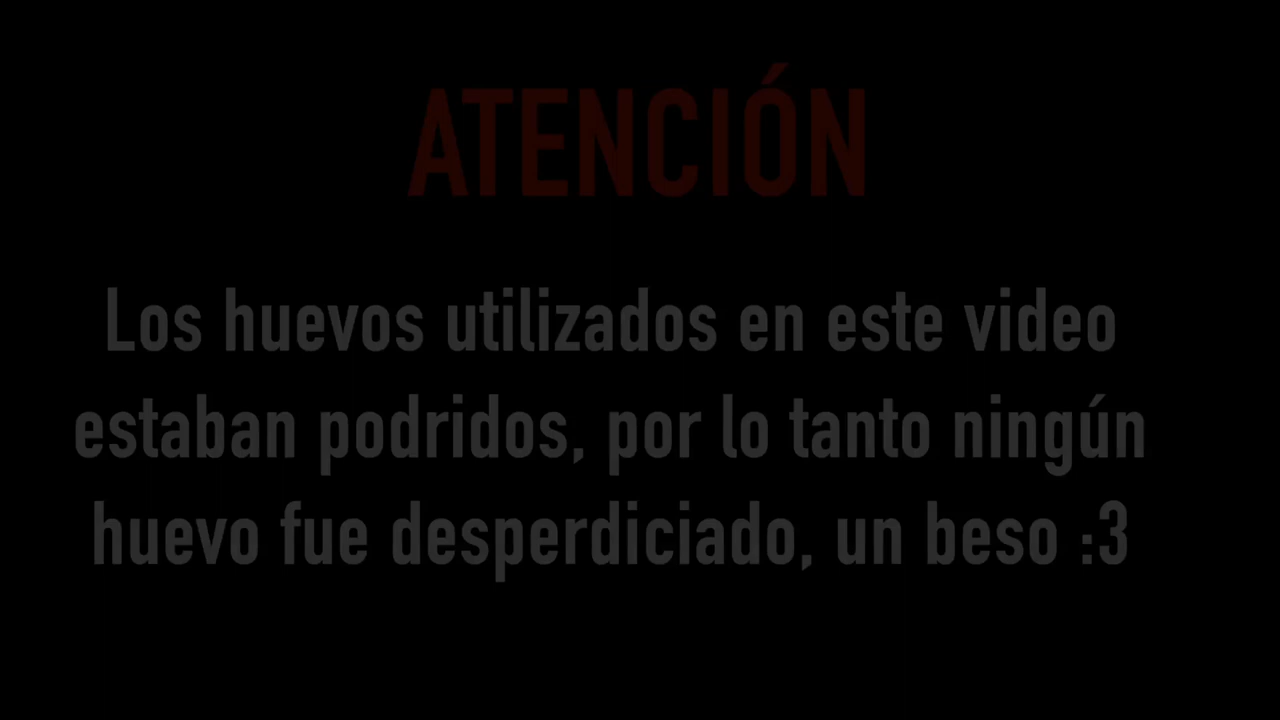 ATENCIÓN
Los huevos utilizados en este video
estaban podridos, por lo tanto ningún
huevo fue desperdiciado, un beso :3